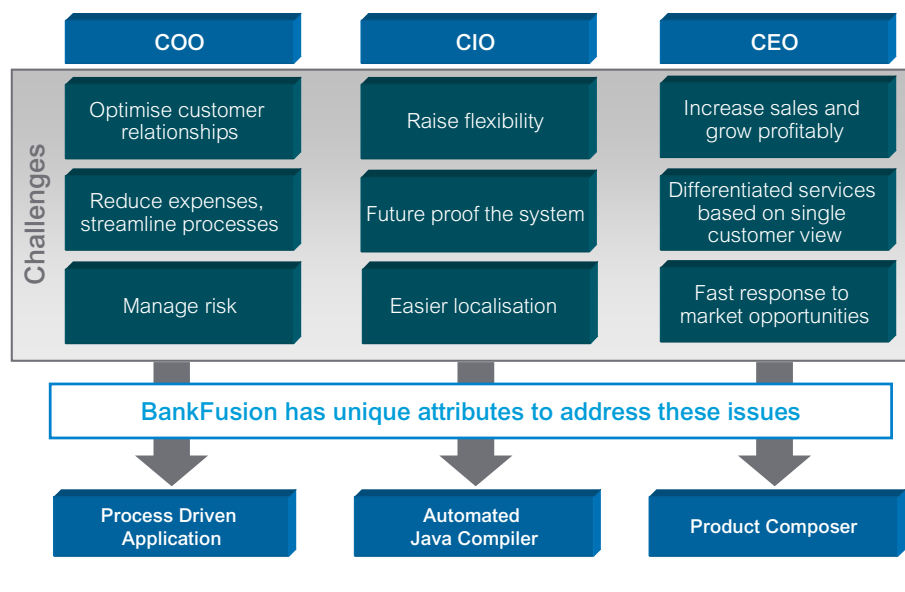 COO
CIO
CEO
Challenges
Optimise customer
relationships
Raise flexibility
Increase sales and
grow profitably
Reduce expenses,
streamline processes
Future proof the system
Differentiated services
based on single
customer view
Manage risk
Easier localisation
Fast response to
market opportunities
BankFusion has unique attributes to address these issues
Process Driven
Application
Automated
Java Compiler
Product Composer